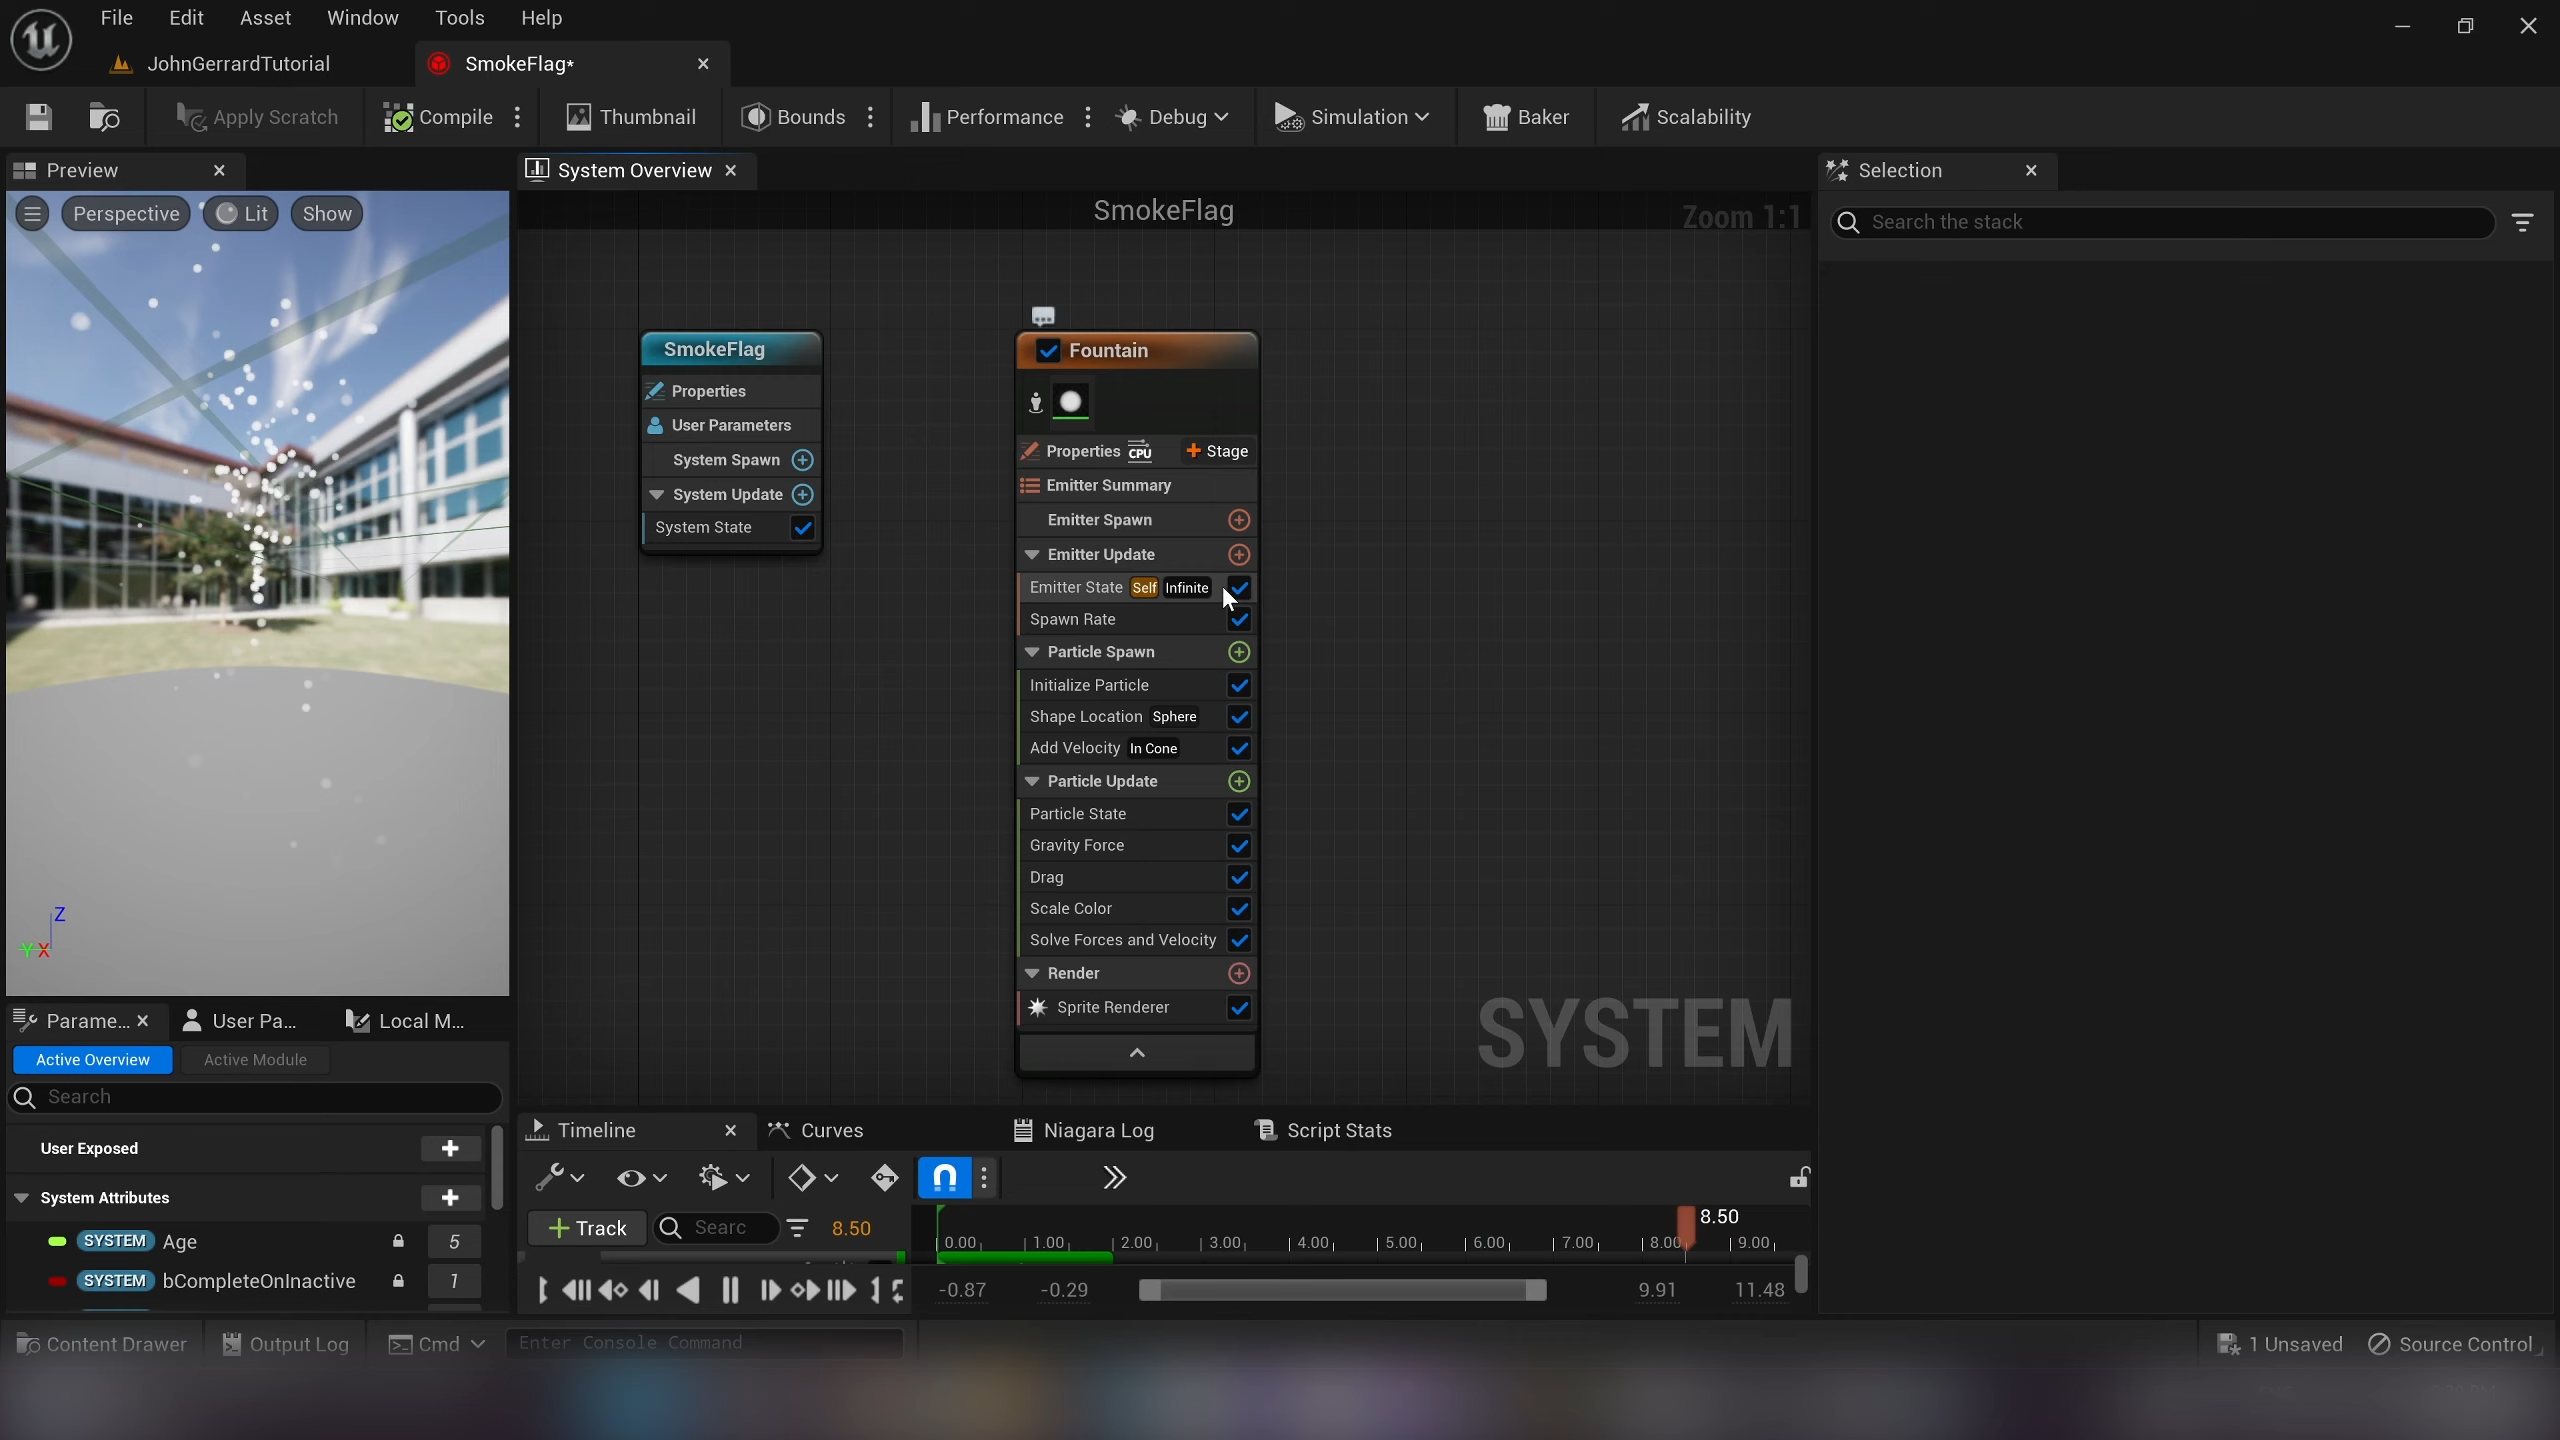 File Edit Asset Window Tools Help
JohnGerrardTutorial
SmokeFlag*
Apply Scratch
Compile
Thumbnail
Bounds
Performance
Debug
Simulation
Baker
Scalability
Preview
System Overview
Selection
Perspective
Lit
Show
SmokeFlag
Zoom 1:1
Search the stack
SmokeFlag
Properties
User Parameters
System Spawn
System Update
System State
Fountain
Properties CPU Stage
Emitter Summary
Emitter Spawn
Emitter Update
Emitter State Self Infinite
Spawn Rate
Particle Spawn
Initialize Particle
Shape Location Sphere
Add Velocity In Cone
Particle Update
Particle State
Gravity Force
Drag
Scale Color
Solve Forces and Velocity
Render
Sprite Renderer
SYSTEM
Z
Y X
Parame...
User Pa...
Local M...
Active Overview
Active Module
Search
User Exposed
System Attributes
SYSTEM Age 5
SYSTEM bCompleteOnInactive 1
Timeline
Curves
Niagara Log
Script Stats
Track
Searc
8.50
8.50
0.00 1.00 2.00 3.00 4.00 5.00 6.00 7.00 8.00 9.00
-0.87 -0.29 9.91 11.48
Content Drawer
Output Log
Cmd
Enter Console Command
1 Unsaved
Source Control